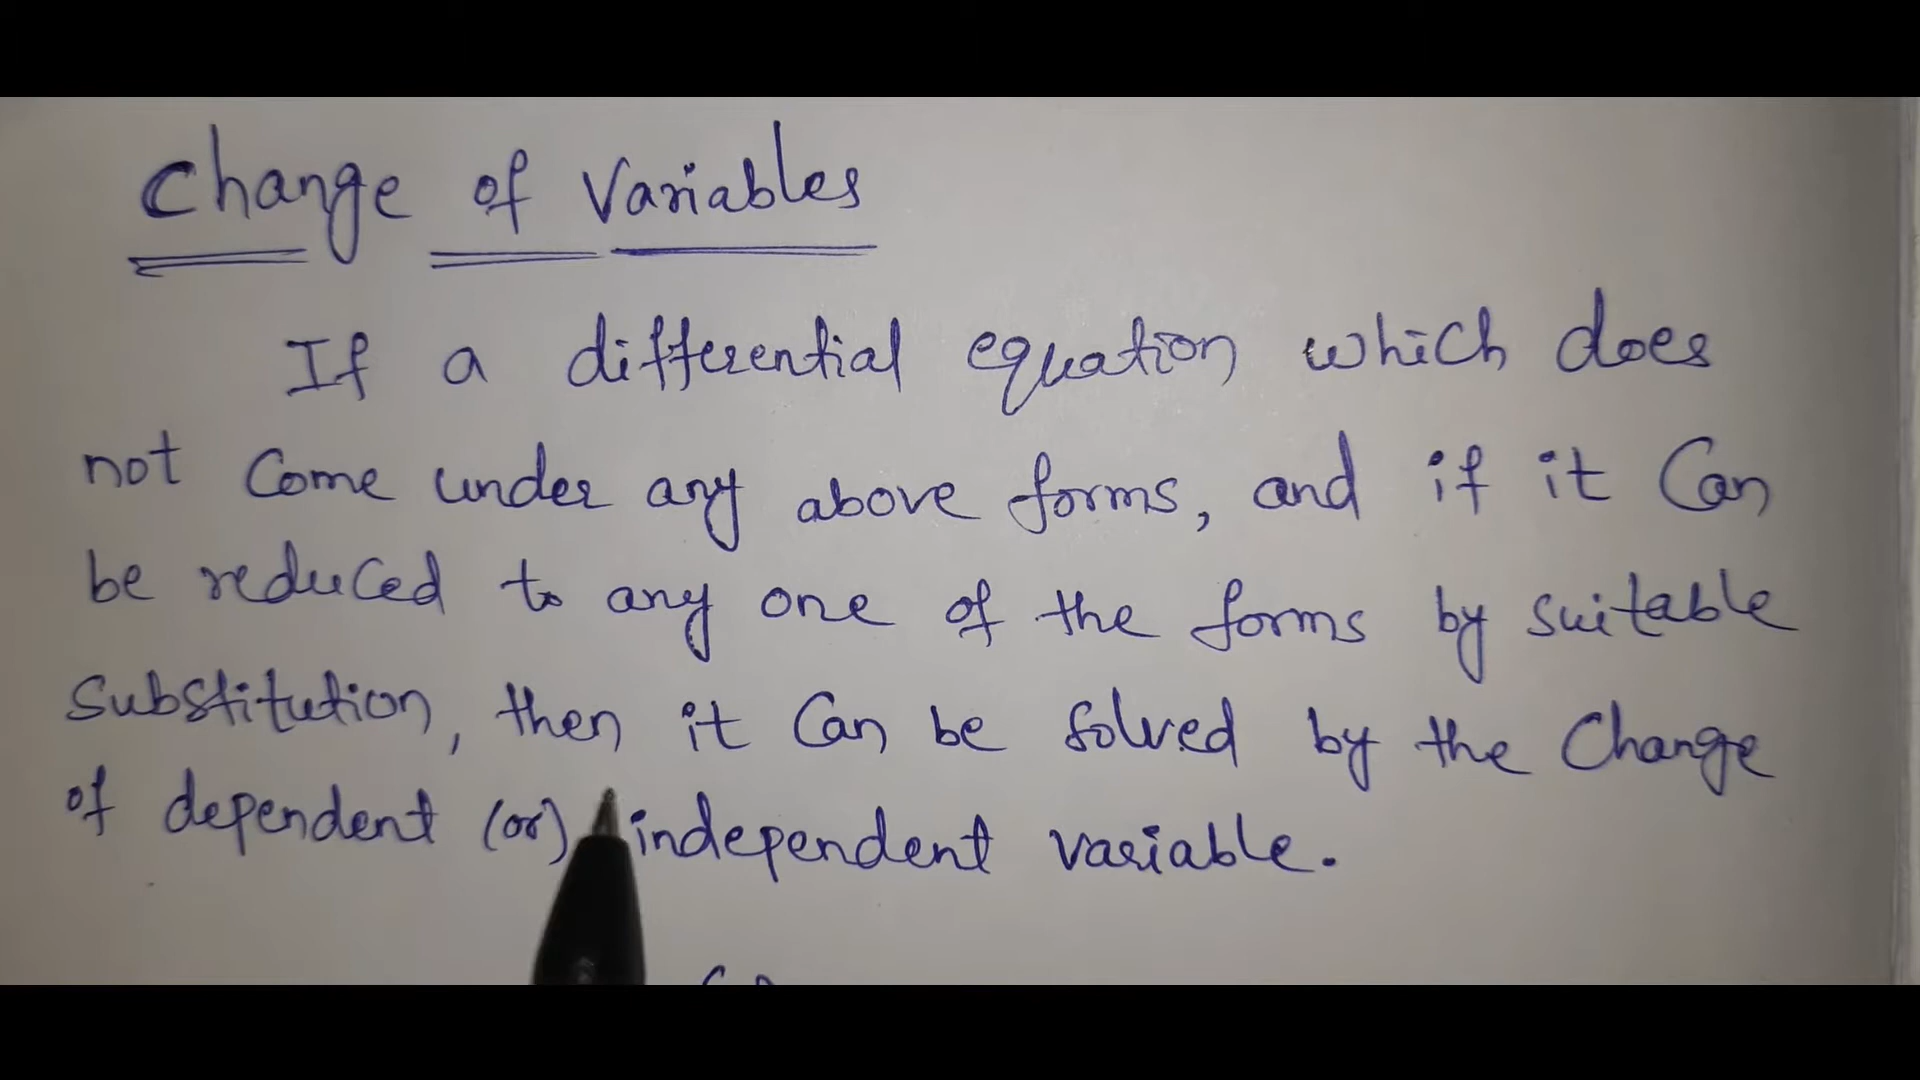 Change of Variables
If a differential equation which does
not Come under any above forms, and if it Can
be reduced to any one of the forms by suitable
substitution, then it Can be solved by the Change
of dependent (or) independent variable.